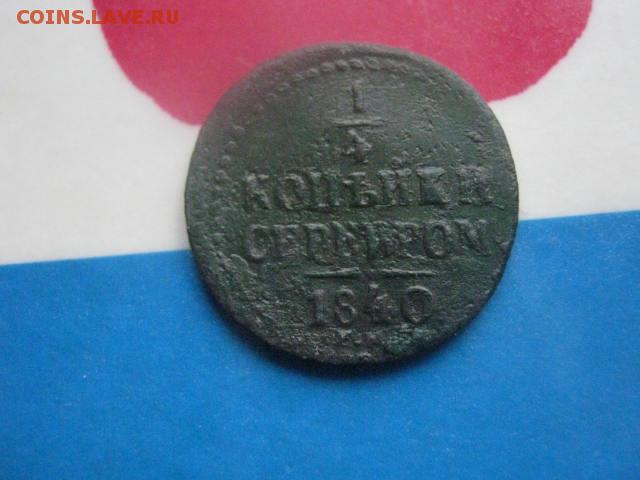 COINS.LAVE.RU
1
4
КОПѢЙКИ
СЕРЕБРОМ
1840